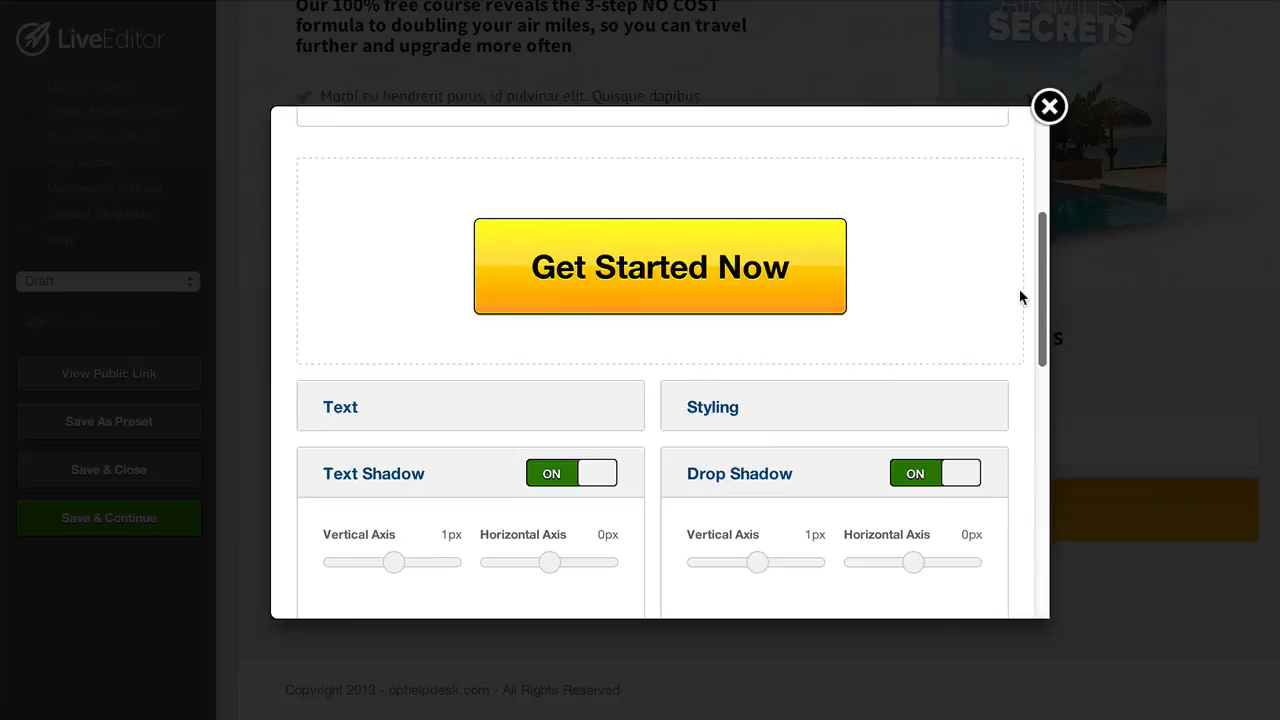 LiveEditor
Draft
View Public Link
Save As Preset
Save & Close
Save & Continue
Our 100% free course reveals the 3-step NO COST
formula to doubling your air miles, so you can travel
further and upgrade more often
Morbi eu hendrerit purus, id pulvinar elit. Quisque dapibus.
AIR MILES
SECRETS
Get Started Now
Text
Styling
Text Shadow
ON
Drop Shadow
ON
Vertical Axis
1px
Horizontal Axis
0px
Vertical Axis
1px
Horizontal Axis
0px
Copyright 2013 - ophelpdesk.com - All Rights Reserved